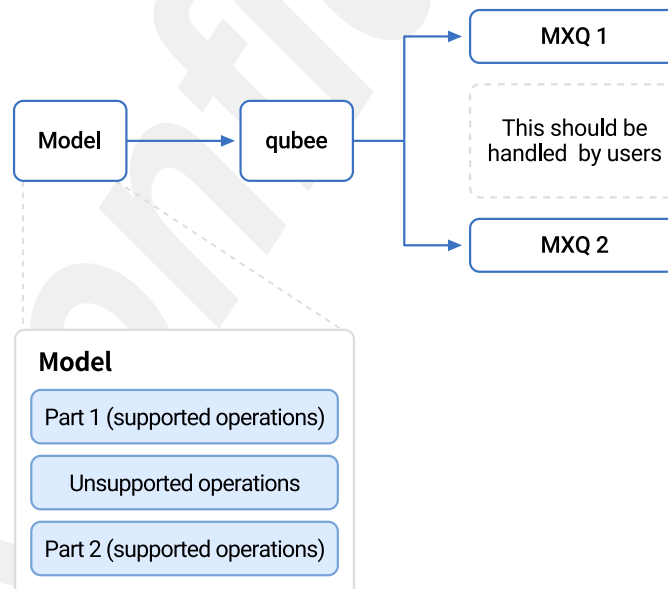 MXQ 1
Model
qubee
This should be
handled by users
MXQ 2
Model
Part 1 (supported operations)
Unsupported operations
Part 2 (supported operations)